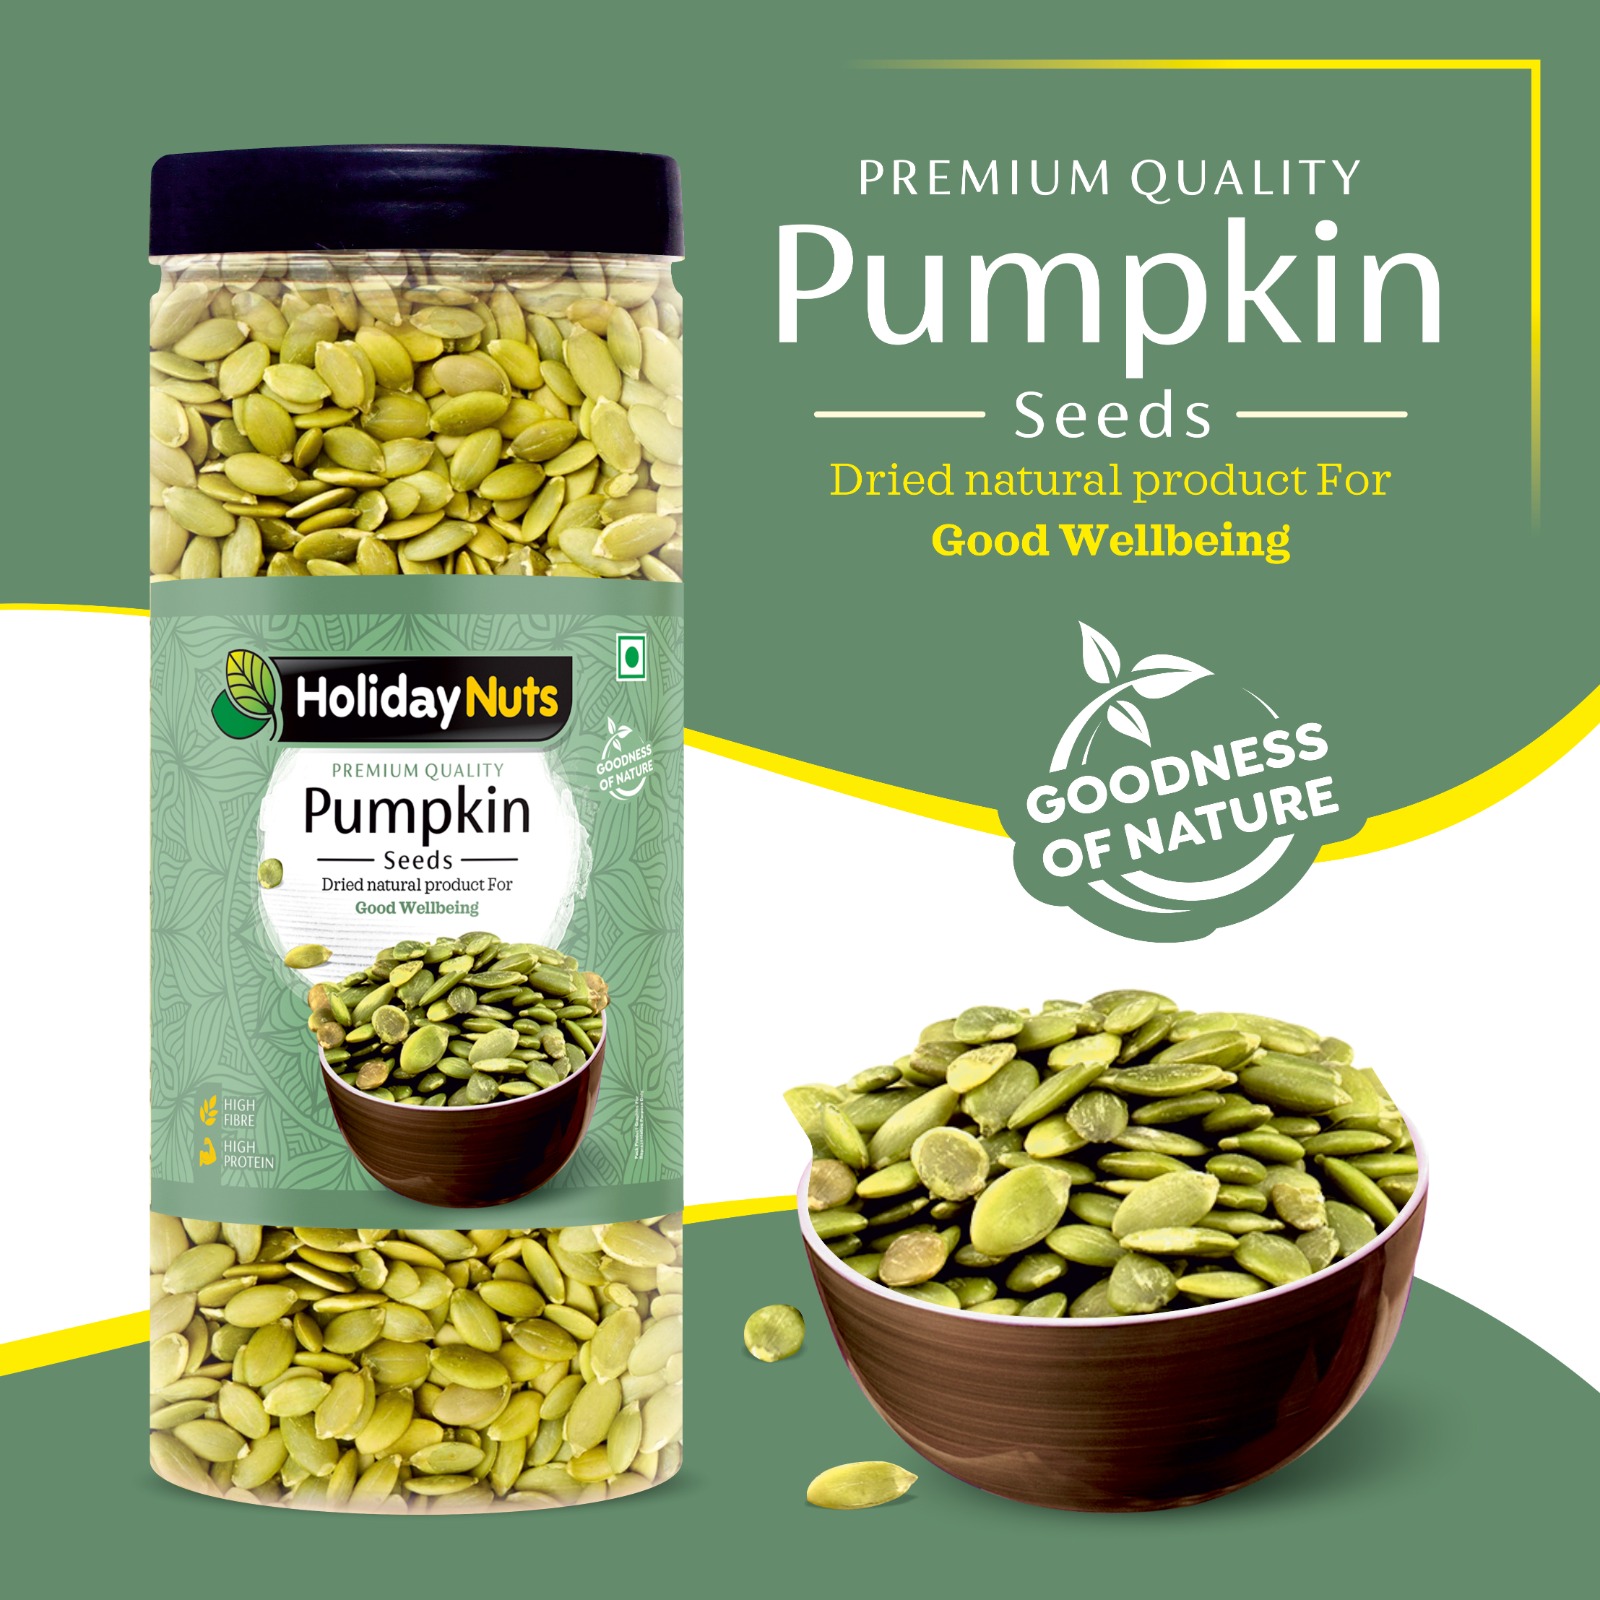 PREMIUM QUALITY
Pumpkin
Seeds
Dried natural product For
Good Wellbeing
GOODNESS
OF NATURE
HolidayNuts
GOODNESS
OF NATURE
PREMIUM QUALITY
Pumpkin
Seeds
Dried natural product For
Good Wellbeing
HIGH
FIBRE
HIGH
PROTEIN